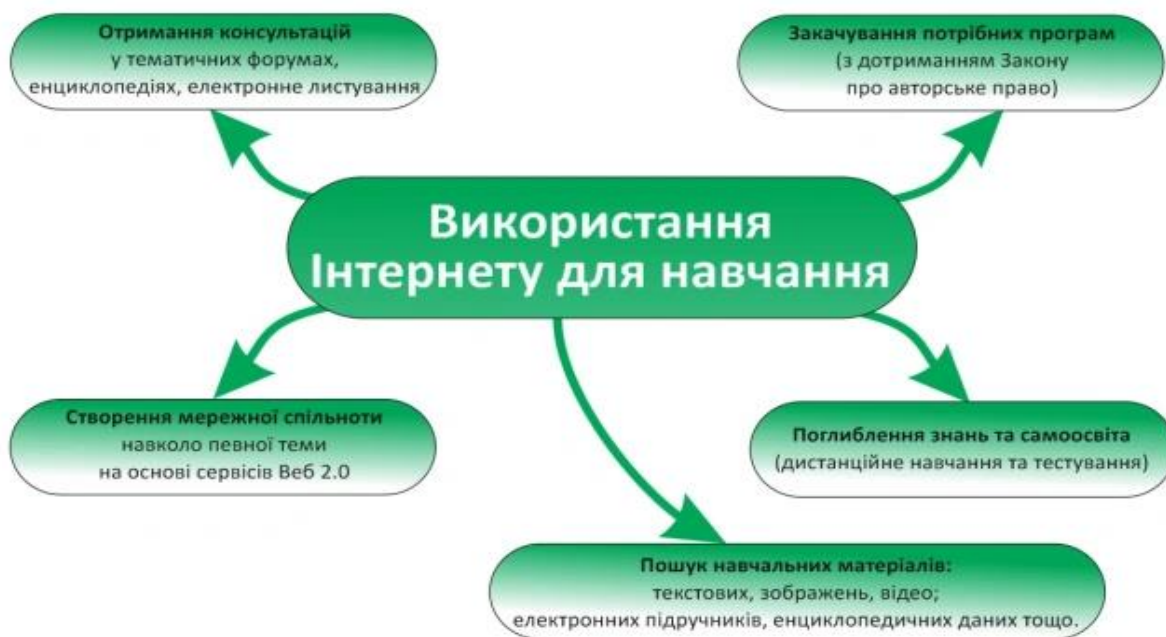 Отримання консультацій
у тематичних форумах,
енциклопедіях, електронне листування
Закачування потрібних програм
(з дотриманням Закону
про авторське право)
Використання
Інтернету для навчання
Створення мережної спільноти
навколо певної теми
на основі сервісів Веб 2.0
Поглиблення знань та самоосвіта
(дистанційне навчання та тестування)
Пошук навчальних матеріалів:
текстових, зображень, відео;
електронних підручників, енциклопедичних даних тощо.